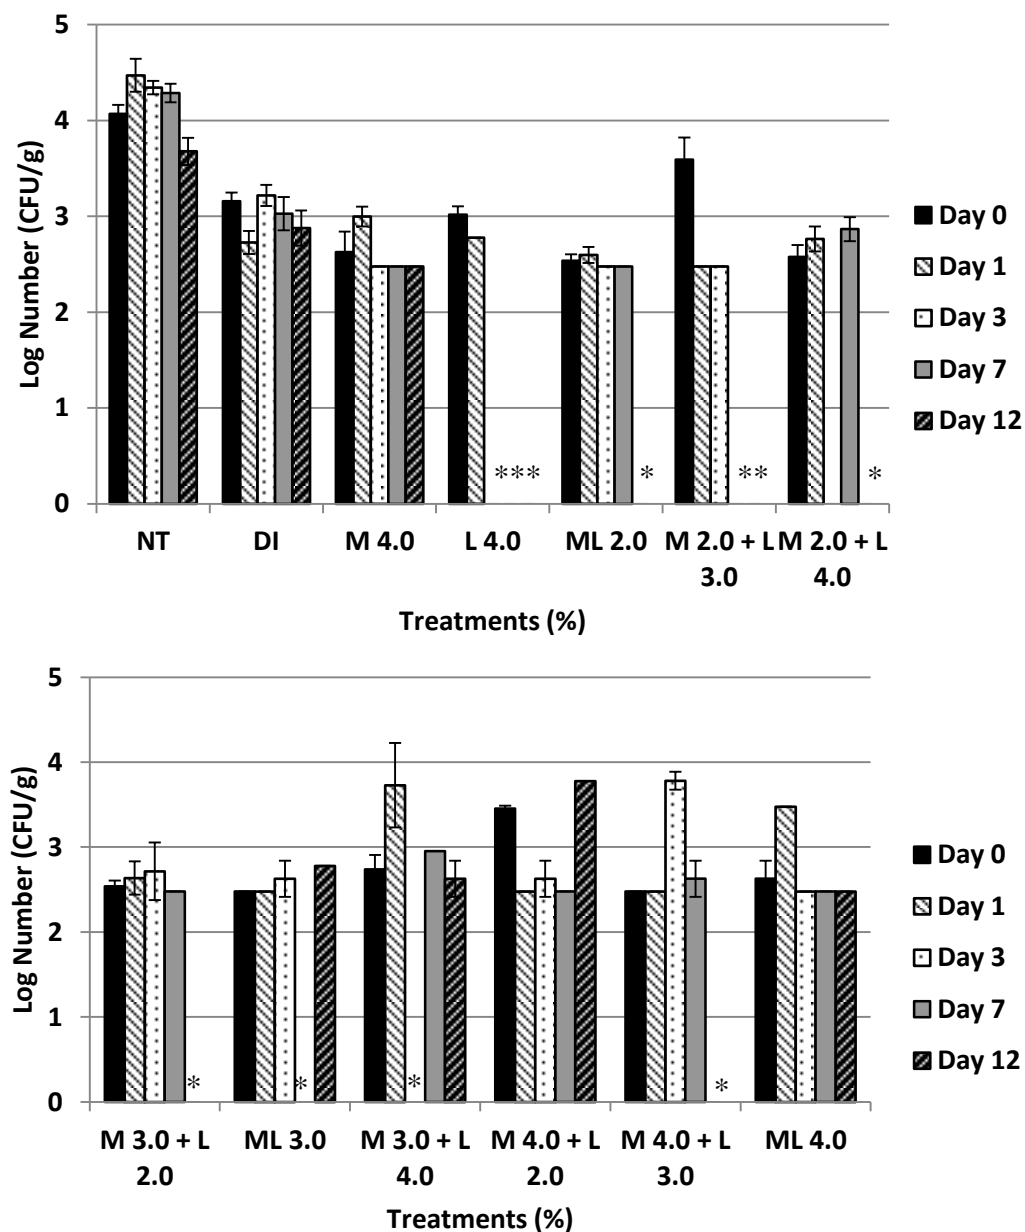 5
4
3
2
1
0
Log Number (CFU/g)
***
*
**
*
NT DI M 4.0 L 4.0 ML 2.0 M 2.0 + L M 2.0 + L
3.0 4.0
Treatments (%)
Day 0
Day 1
Day 3
Day 7
Day 12
5
4
3
2
1
0
Log Number (CFU/g)
*
*
*
*
M 3.0 + L ML 3.0 M 3.0 + L M 4.0 + L M 4.0 + L ML 4.0
2.0 4.0 2.0 3.0
Treatments (%)
Day 0
Day 1
Day 3
Day 7
Day 12